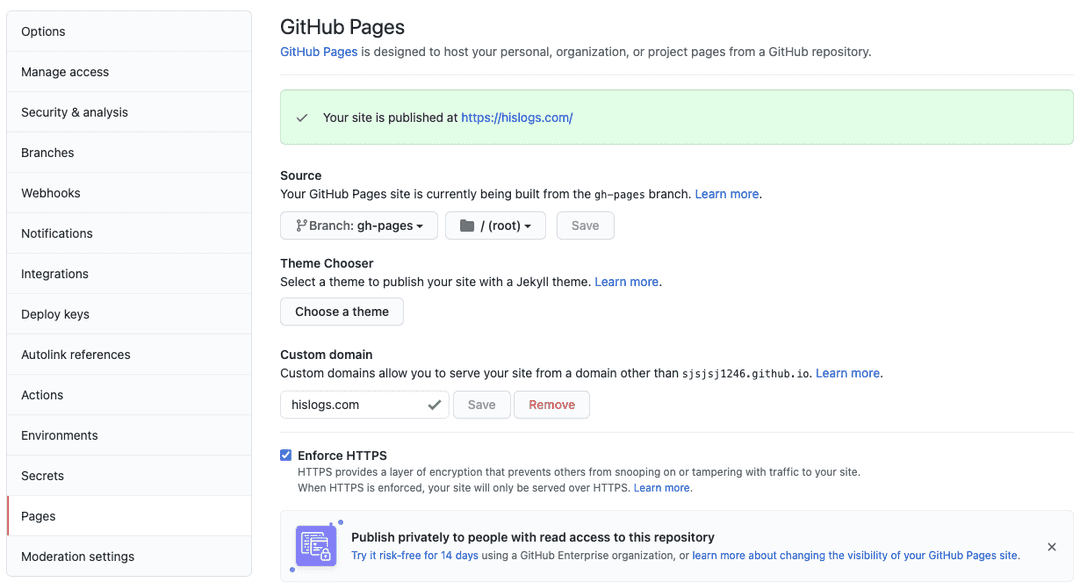 Options
Manage access
Security & analysis
Branches
Webhooks
Notifications
Integrations
Deploy keys
Autolink references
Actions
Environments
Secrets
Pages
Moderation settings
GitHub Pages
GitHub Pages is designed to host your personal, organization, or project pages from a GitHub repository.
Your site is published at https://hislogs.com/
Source
Your GitHub Pages site is currently being built from the gh-pages branch. Learn more.
Branch: gh-pages
/ (root)
Save
Theme Chooser
Select a theme to publish your site with a Jekyll theme. Learn more.
Choose a theme
Custom domain
Custom domains allow you to serve your site from a domain other than sjsjsj1246.github.io. Learn more.
hislogs.com
Save
Remove
Enforce HTTPS
HTTPS provides a layer of encryption that prevents others from snooping on or tampering with traffic to your site.
When HTTPS is enforced, your site will only be served over HTTPS. Learn more.
Publish privately to people with read access to this repository
Try it risk-free for 14 days using a GitHub Enterprise organization, or learn more about changing the visibility of your GitHub Pages site.